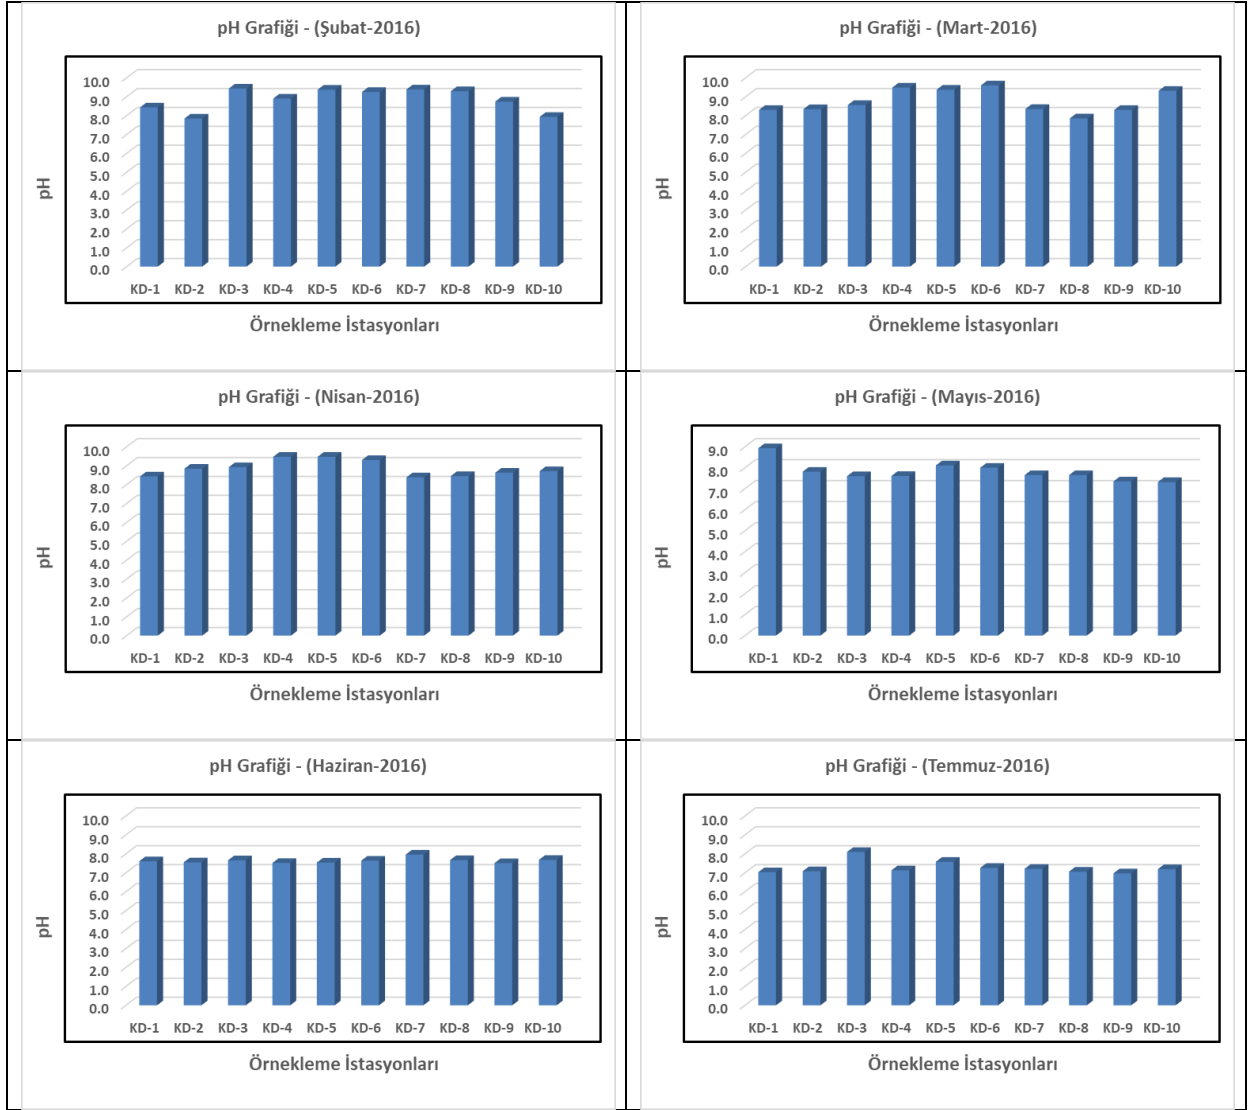 pH Grafiği - (Şubat-2016)
10.0
9.0
8.0
7.0
6.0
5.0
4.0
3.0
2.0
1.0
0.0
pH
KD-1 KD-2 KD-3 KD-4 KD-5 KD-6 KD-7 KD-8 KD-9 KD-10
Örnekleme İstasyonları
pH Grafiği - (Mart-2016)
10.0
9.0
8.0
7.0
6.0
5.0
4.0
3.0
2.0
1.0
0.0
pH
KD-1 KD-2 KD-3 KD-4 KD-5 KD-6 KD-7 KD-8 KD-9 KD-10
Örnekleme İstasyonları
pH Grafiği - (Nisan-2016)
10.0
9.0
8.0
7.0
6.0
5.0
4.0
3.0
2.0
1.0
0.0
pH
KD-1 KD-2 KD-3 KD-4 KD-5 KD-6 KD-7 KD-8 KD-9 KD-10
Örnekleme İstasyonları
pH Grafiği - (Mayıs-2016)
9.0
8.0
7.0
6.0
5.0
4.0
3.0
2.0
1.0
0.0
pH
KD-1 KD-2 KD-3 KD-4 KD-5 KD-6 KD-7 KD-8 KD-9 KD-10
Örnekleme İstasyonları
pH Grafiği - (Haziran-2016)
10.0
9.0
8.0
7.0
6.0
5.0
4.0
3.0
2.0
1.0
0.0
pH
KD-1 KD-2 KD-3 KD-4 KD-5 KD-6 KD-7 KD-8 KD-9 KD-10
Örnekleme İstasyonları
pH Grafiği - (Temmuz-2016)
10.0
9.0
8.0
7.0
6.0
5.0
4.0
3.0
2.0
1.0
0.0
pH
KD-1 KD-2 KD-3 KD-4 KD-5 KD-6 KD-7 KD-8 KD-9 KD-10
Örnekleme İstasyonları